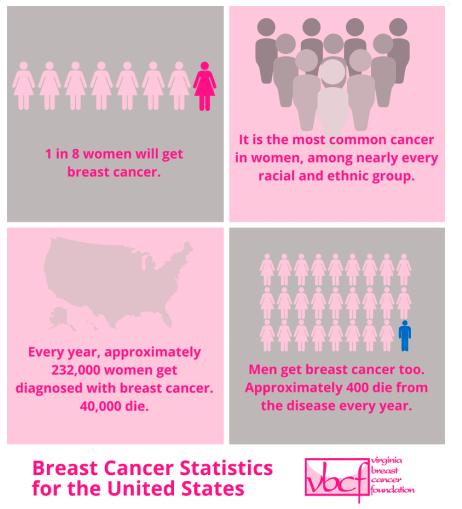 1 in 8 women will get
breast cancer.
It is the most common cancer
in women, among nearly every
racial and ethnic group.
Every year, approximately
232,000 women get
diagnosed with breast cancer.
40,000 die.
Men get breast cancer too.
Approximately 400 die from
the disease every year.
Breast Cancer Statistics
for the United States
vbcf
virginia
breast
cancer
foundation